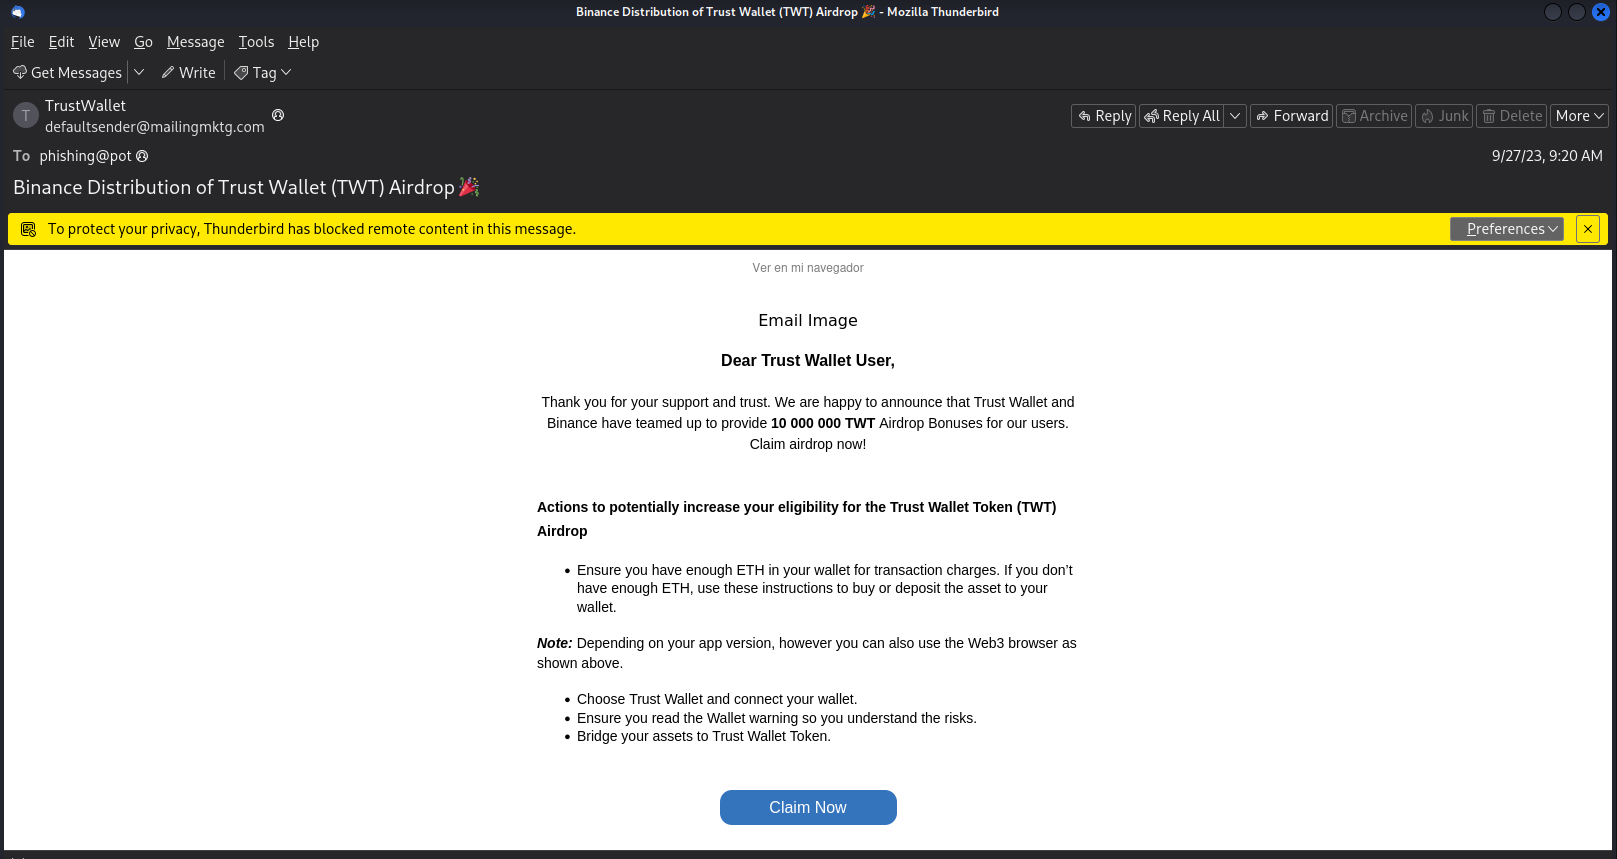 Binance Distribution of Trust Wallet (TWT) Airdrop 🎉 - Mozilla Thunderbird
File Edit View Go Message Tools Help
Get Messages Write Tag
T
TrustWallet
defaultsender@mailingmktg.com
Reply Reply All Forward Archive Junk Delete More
To phishing@pot
9/27/23, 9:20 AM
Binance Distribution of Trust Wallet (TWT) Airdrop 🎉
To protect your privacy, Thunderbird has blocked remote content in this message.
Preferences
Ver en mi navegador
Email Image
Dear Trust Wallet User,
Thank you for your support and trust. We are happy to announce that Trust Wallet and
Binance have teamed up to provide 10 000 000 TWT Airdrop Bonuses for our users.
Claim airdrop now!
Actions to potentially increase your eligibility for the Trust Wallet Token (TWT)
Airdrop
• Ensure you have enough ETH in your wallet for transaction charges. If you don’t
have enough ETH, use these instructions to buy or deposit the asset to your
wallet.
Note: Depending on your app version, however you can also use the Web3 browser as
shown above.
• Choose Trust Wallet and connect your wallet.
• Ensure you read the Wallet warning so you understand the risks.
• Bridge your assets to Trust Wallet Token.
Claim Now